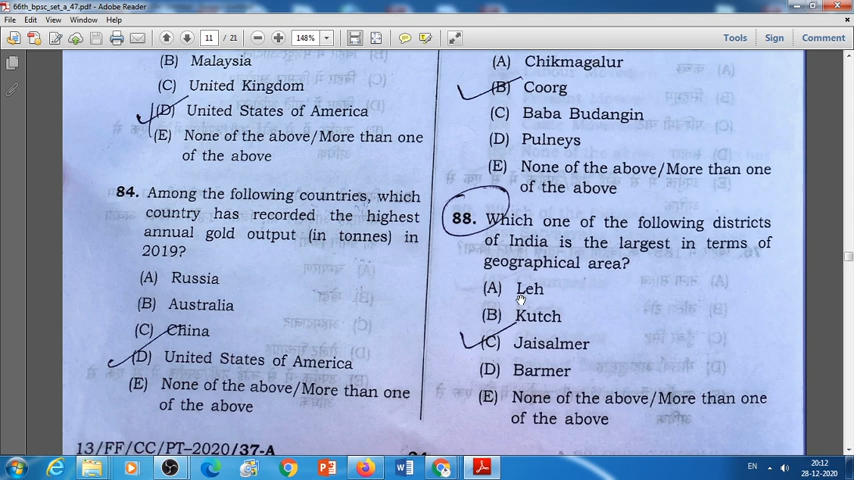 66th_bpsc_set_a_47.pdf - Adobe Reader
File Edit View Window Help
11 / 21
148%
Tools
Sign
Comment
(B) Malaysia
(C) United Kingdom
(D) United States of America
(E) None of the above/More than one
of the above
84. Among the following countries, which
country has recorded the highest
annual gold output (in tonnes) in
2019?
(A) Russia
(B) Australia
(C) China
(D) United States of America
(E) None of the above/More than one
of the above
13/FF/CC/PT-2020/37-A
(A) Chikmagalur
(B) Coorg
(C) Baba Budangin
(D) Pulneys
(E) None of the above/More than one
of the above
88. Which one of the following districts
of India is the largest in terms of
geographical area?
(A) Leh
(B) Kutch
(C) Jaisalmer
(D) Barmer
(E) None of the above/More than one
of the above
EN
20:12
28-12-2020